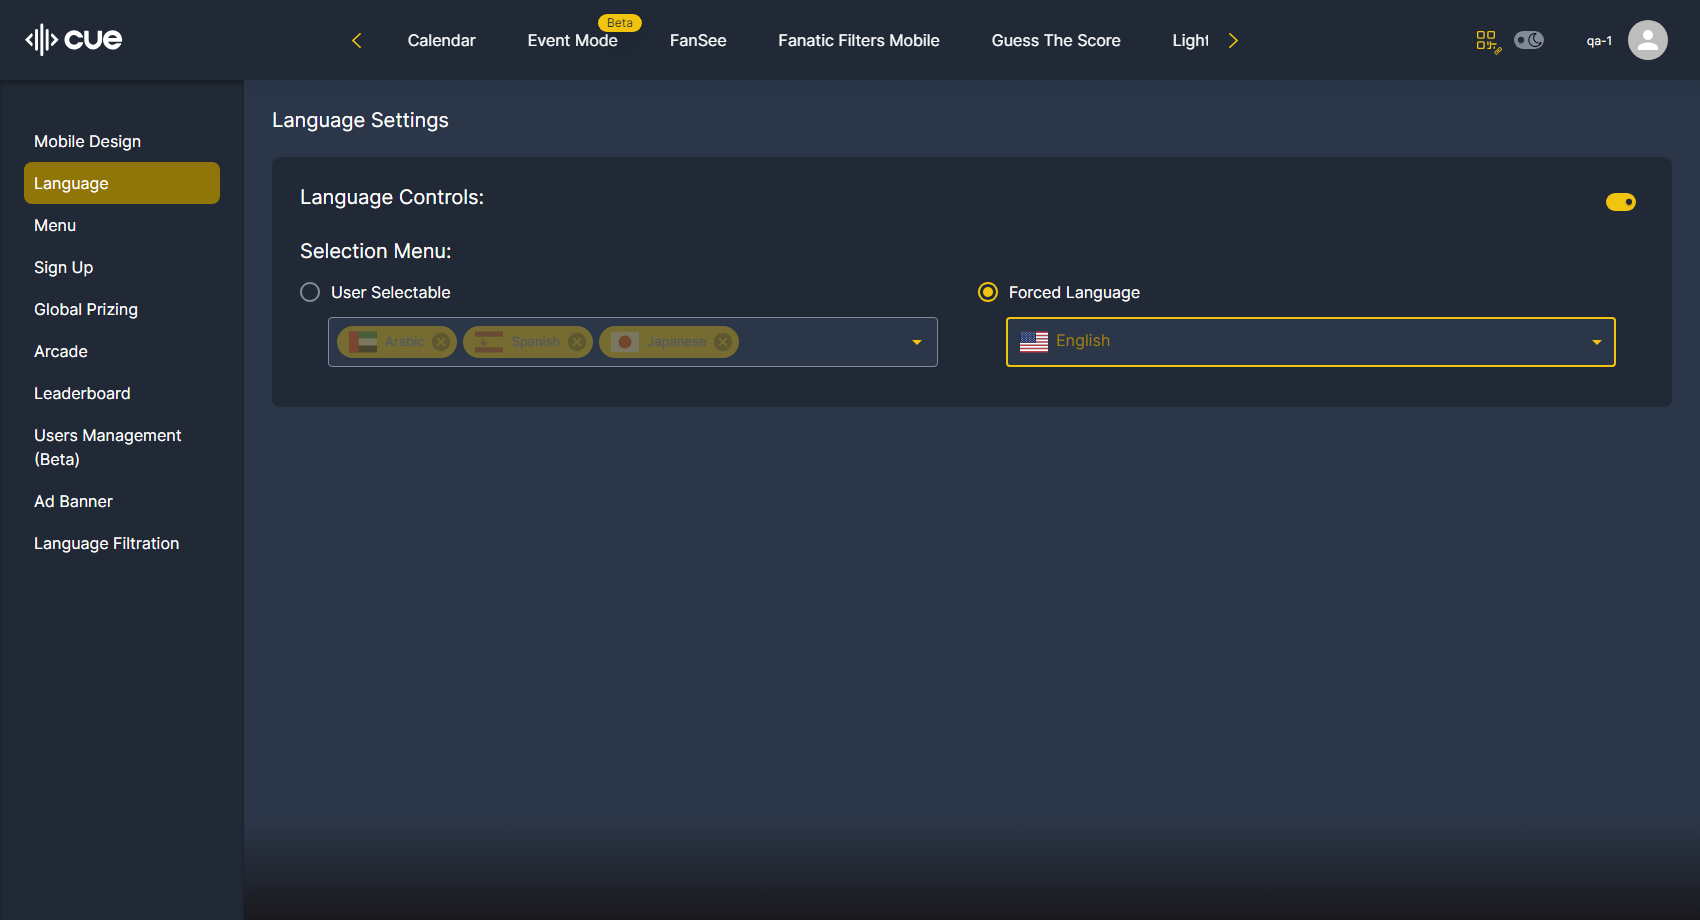 cue
Calendar
Event Mode
Beta
FanSee
Fanatic Filters Mobile
Guess The Score
Light
qa-1
Mobile Design
Language
Menu
Sign Up
Global Prizing
Arcade
Leaderboard
Users Management
(Beta)
Ad Banner
Language Filtration
Language Settings
Language Controls:
Selection Menu:
User Selectable
Arabic
Spanish
Japanese
Forced Language
English